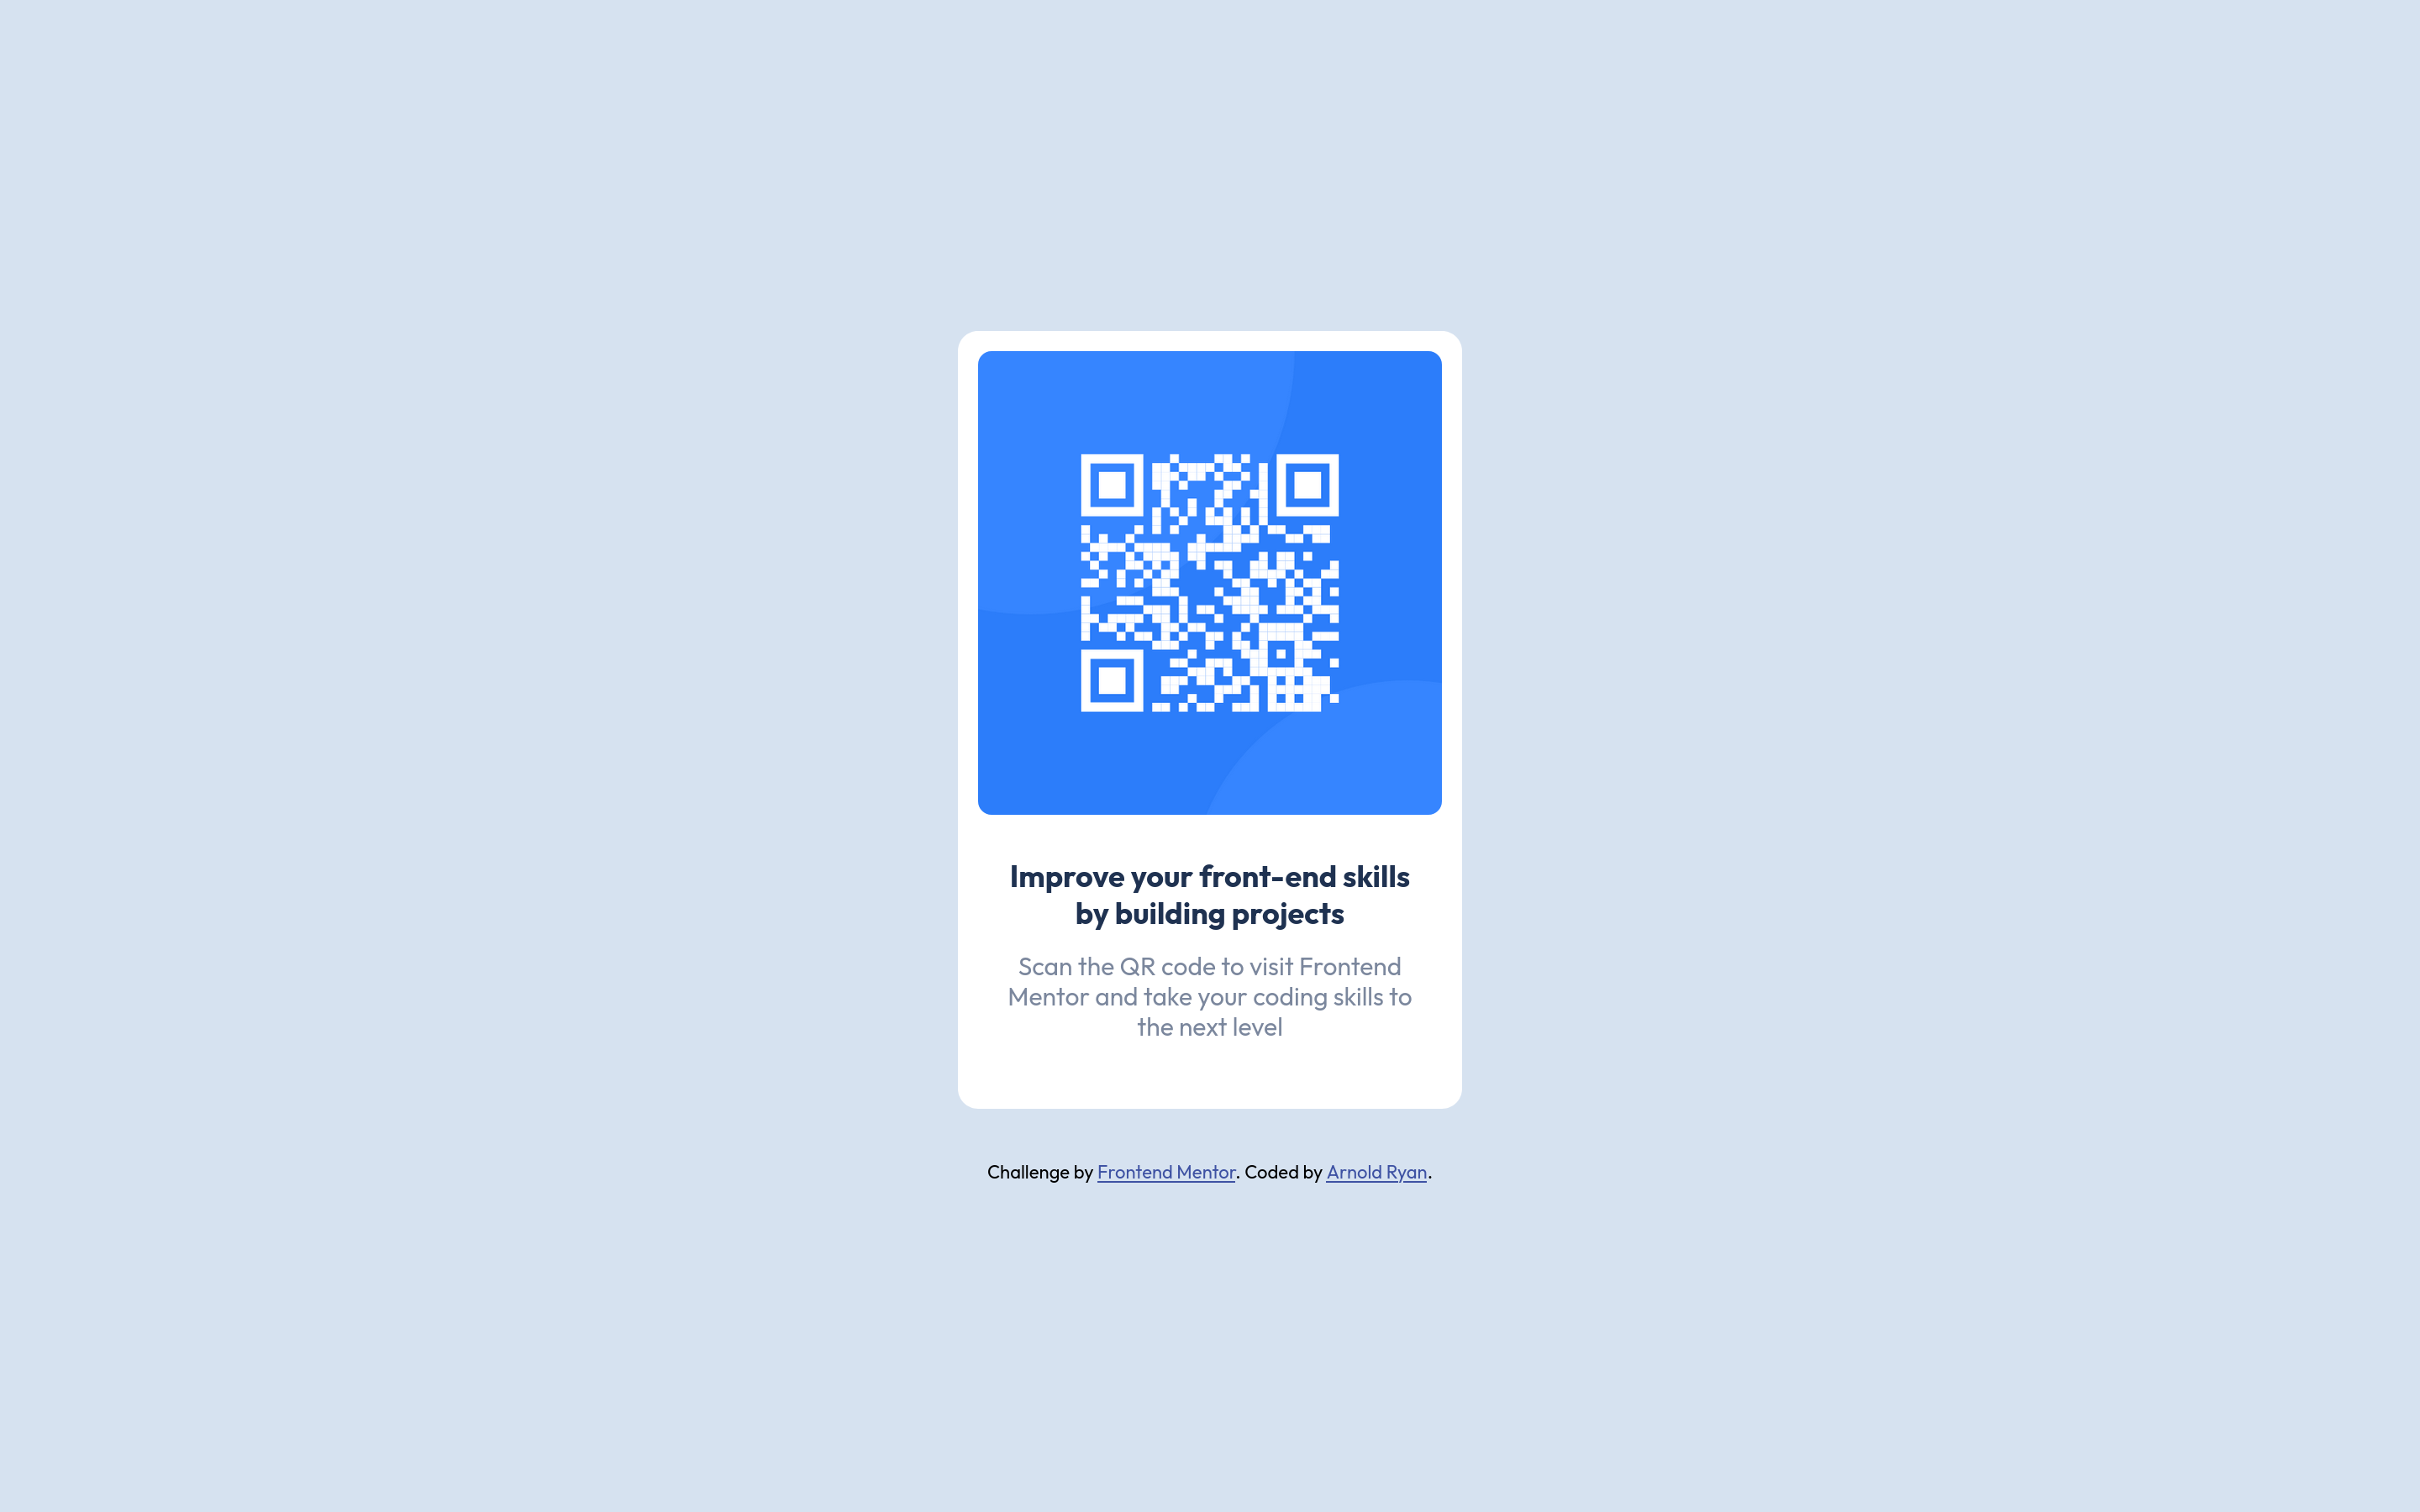 Improve your front-end skills
by building projects
Scan the QR code to visit Frontend
Mentor and take your coding skills to
the next level
Challenge by Frontend Mentor. Coded by Arnold Ryan.